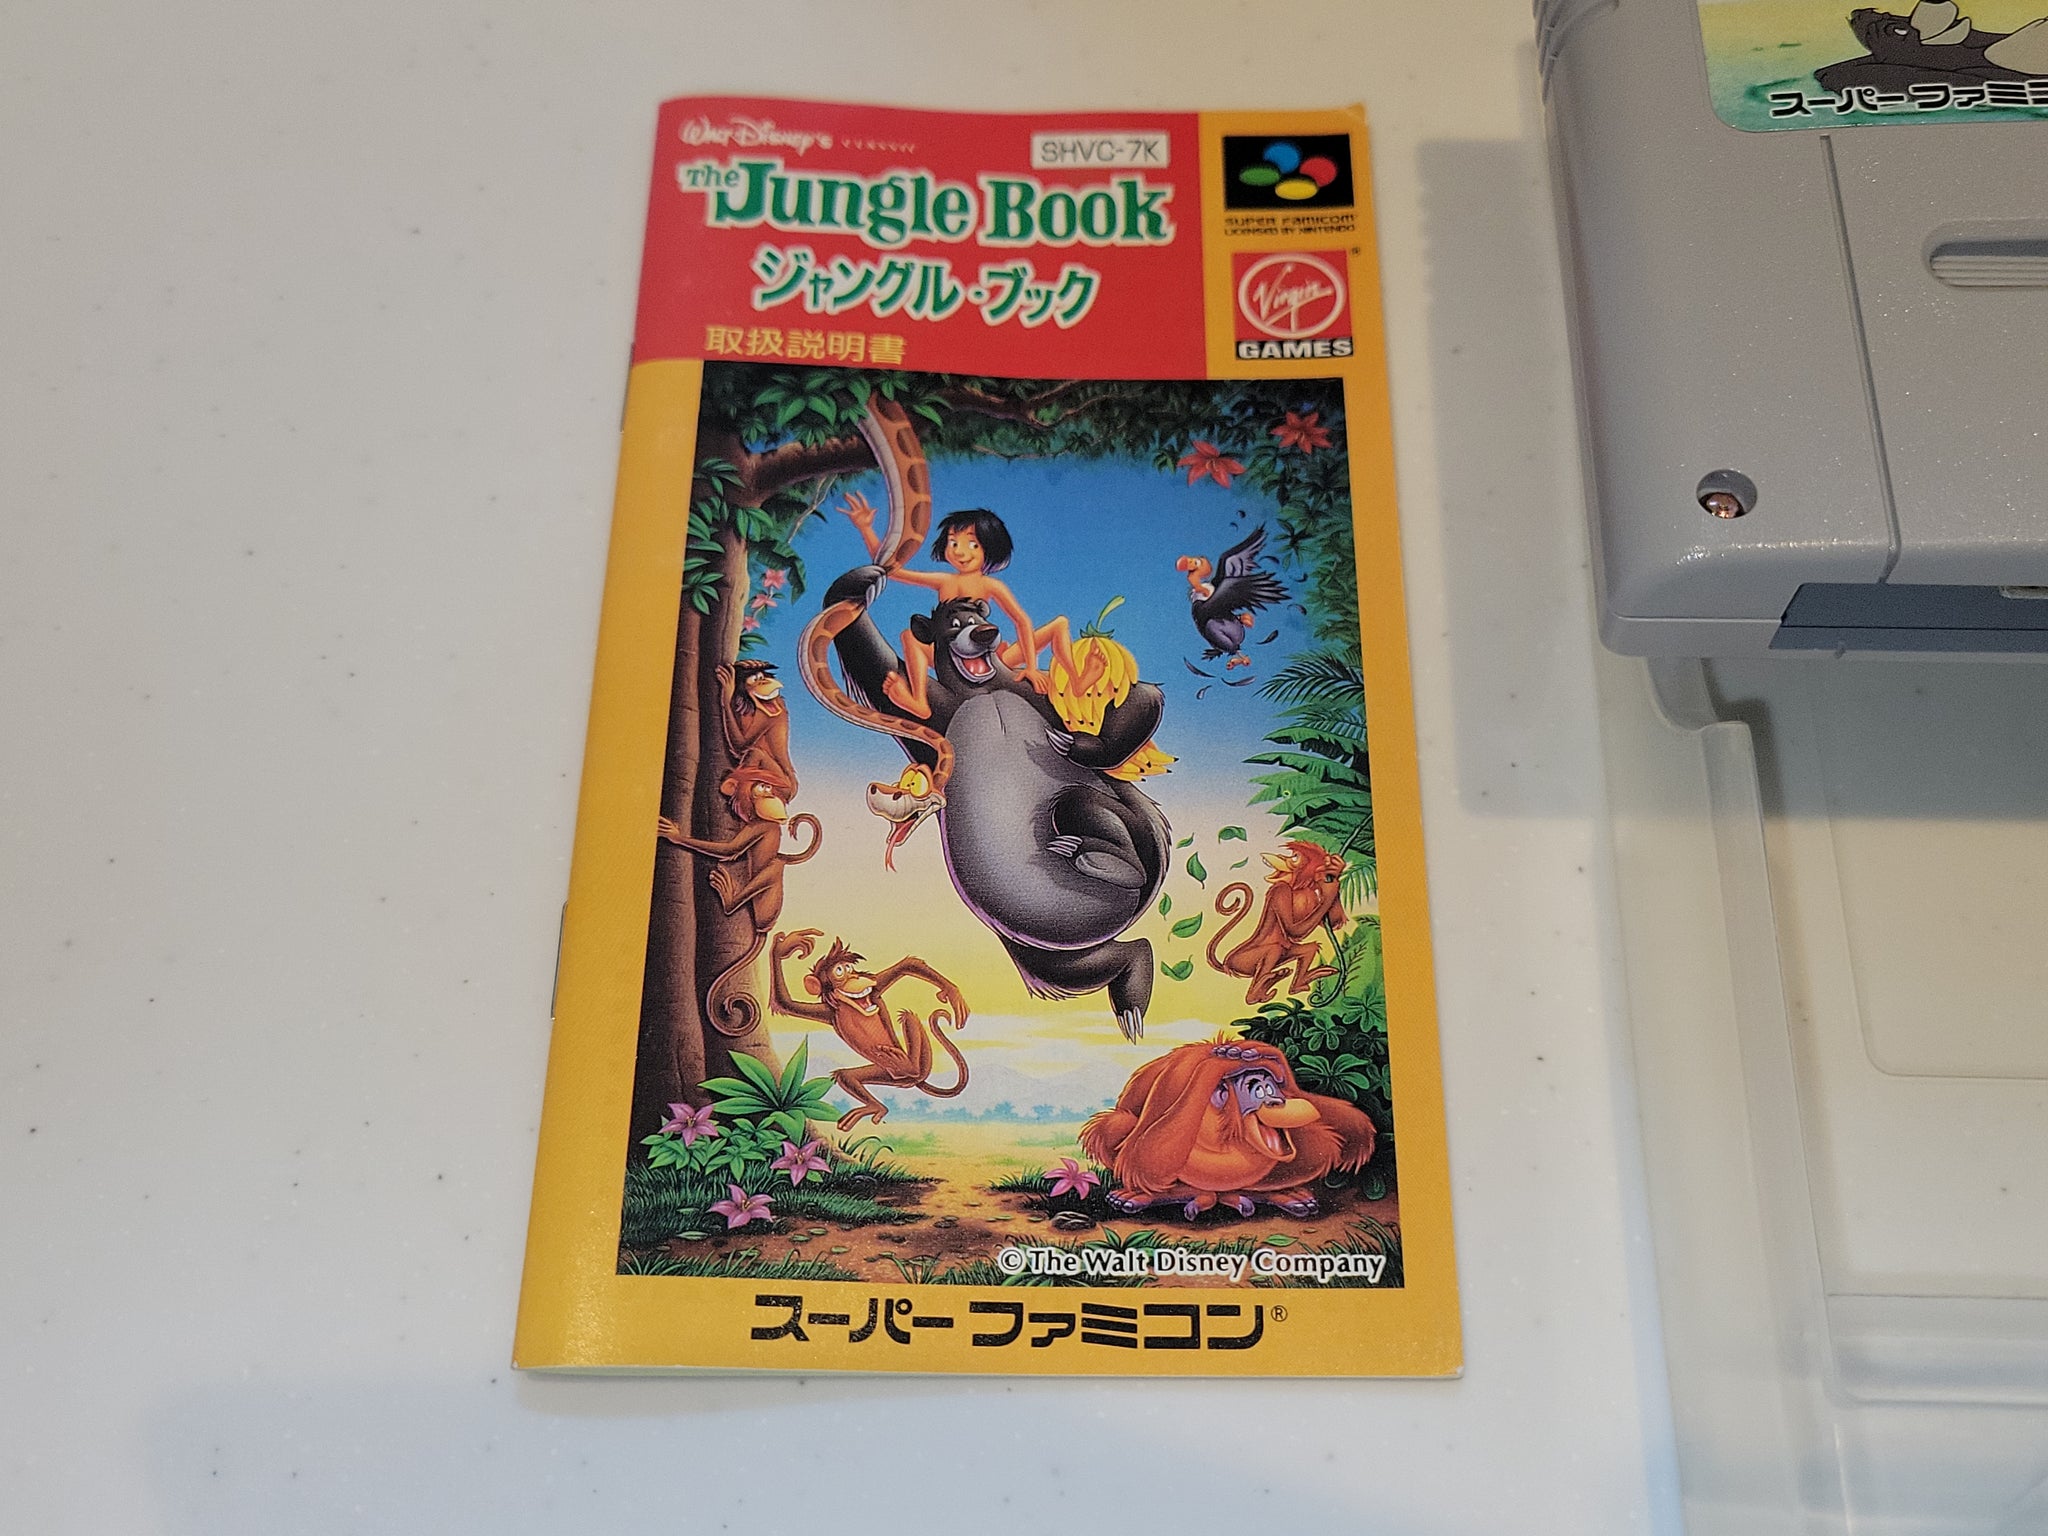 Walt Disney's CLASSIC
SHVC-7K
The Jungle Book
ジャングル・ブック
取扱説明書
SUPER FAMICOM
LICENSED BY NINTENDO
Virgin
®
GAMES
© The Walt Disney Company
スーパーファミコン®
スーパーファミコ